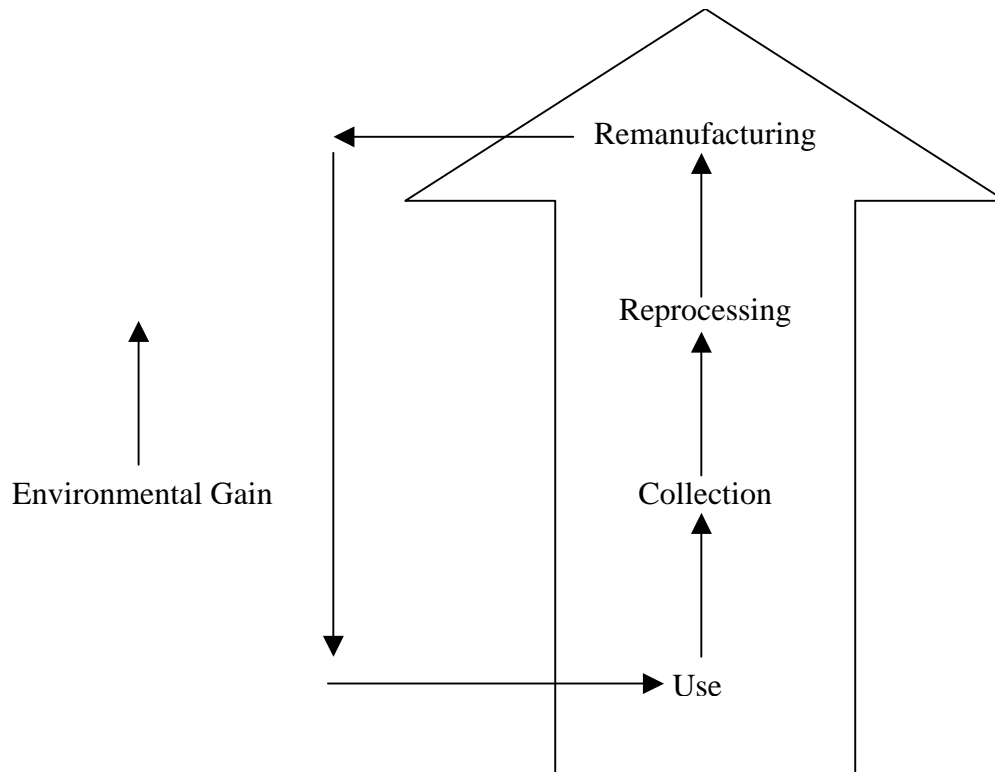 Remanufacturing
Reprocessing
Environmental Gain
Collection
Use